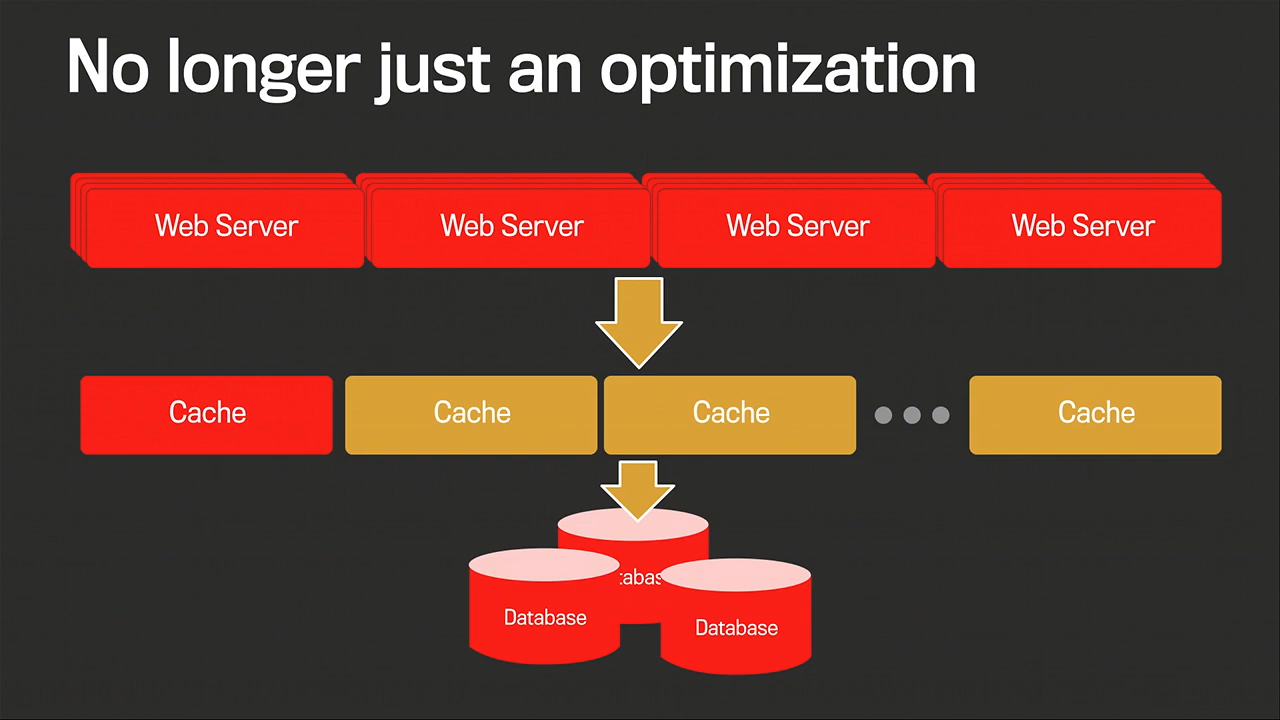 No longer just an optimization
Web Server
Web Server
Web Server
Web Server
Cache
Cache
Cache
Cache
Database
Database